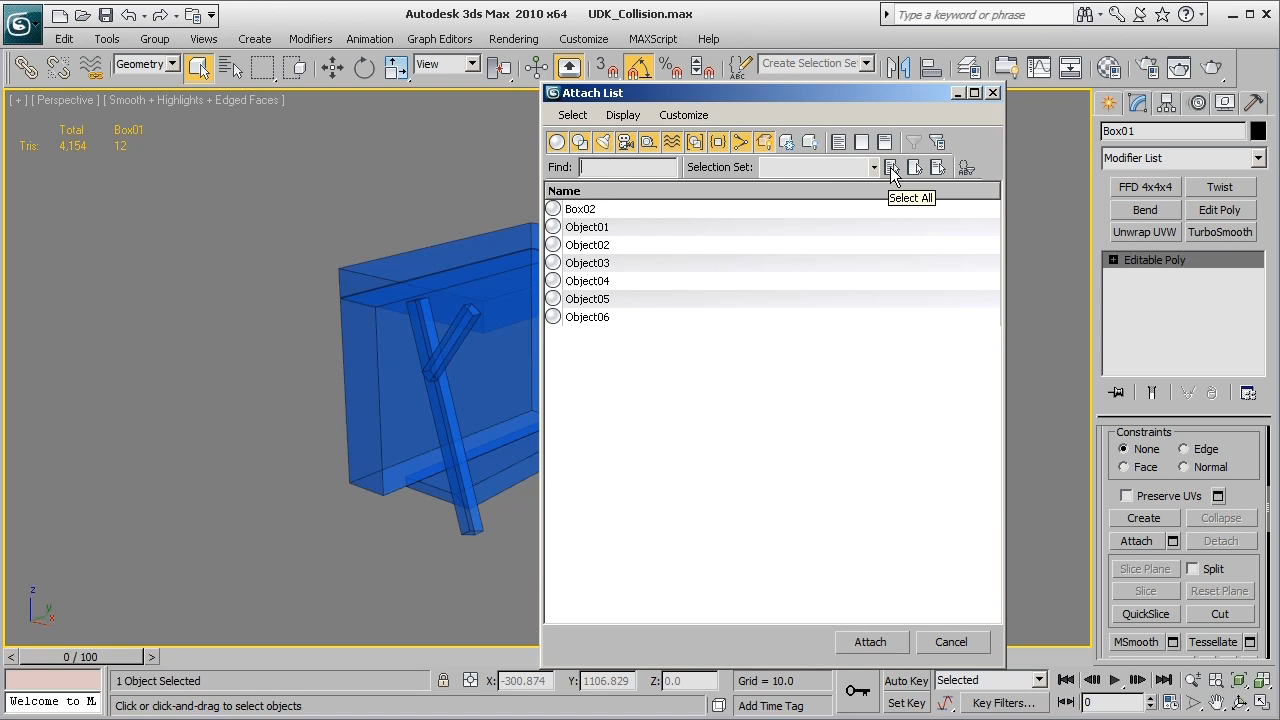 Autodesk 3ds Max 2010 x64 UDK_Collision.max
Type a keyword or phrase
Edit Tools Group Views Create Modifiers Animation Graph Editors Rendering Customize MAXScript Help
Geometry View 3 % ABC Create Selection Se
[ + ] [ Perspective ] [ Smooth + Highlights + Edged Faces ]
Total Box01
Tris: 4,154 12
Attach List
Select Display Customize
Find: Selection Set:
Select All
Name
Box02
Object01
Object02
Object03
Object04
Object05
Object06
Attach Cancel
Box01
Modifier List
FFD 4x4x4 Twist
Bend Edit Poly
Unwrap UVW TurboSmooth
Editable Poly
Constraints
None Edge
Face Normal
Preserve UVs
Create Collapse
Attach Detach
Slice Plane Split
Slice Reset Plane
QuickSlice Cut
MSmooth Tessellate
z
y
x
< 0 / 100 >
1 Object Selected X: -300.874 Y: 1106.829 Z: 0.0 Grid = 10.0 Auto Key Selected
Welcome to M Click or click-and-drag to select objects Add Time Tag Set Key Key Filters... 0